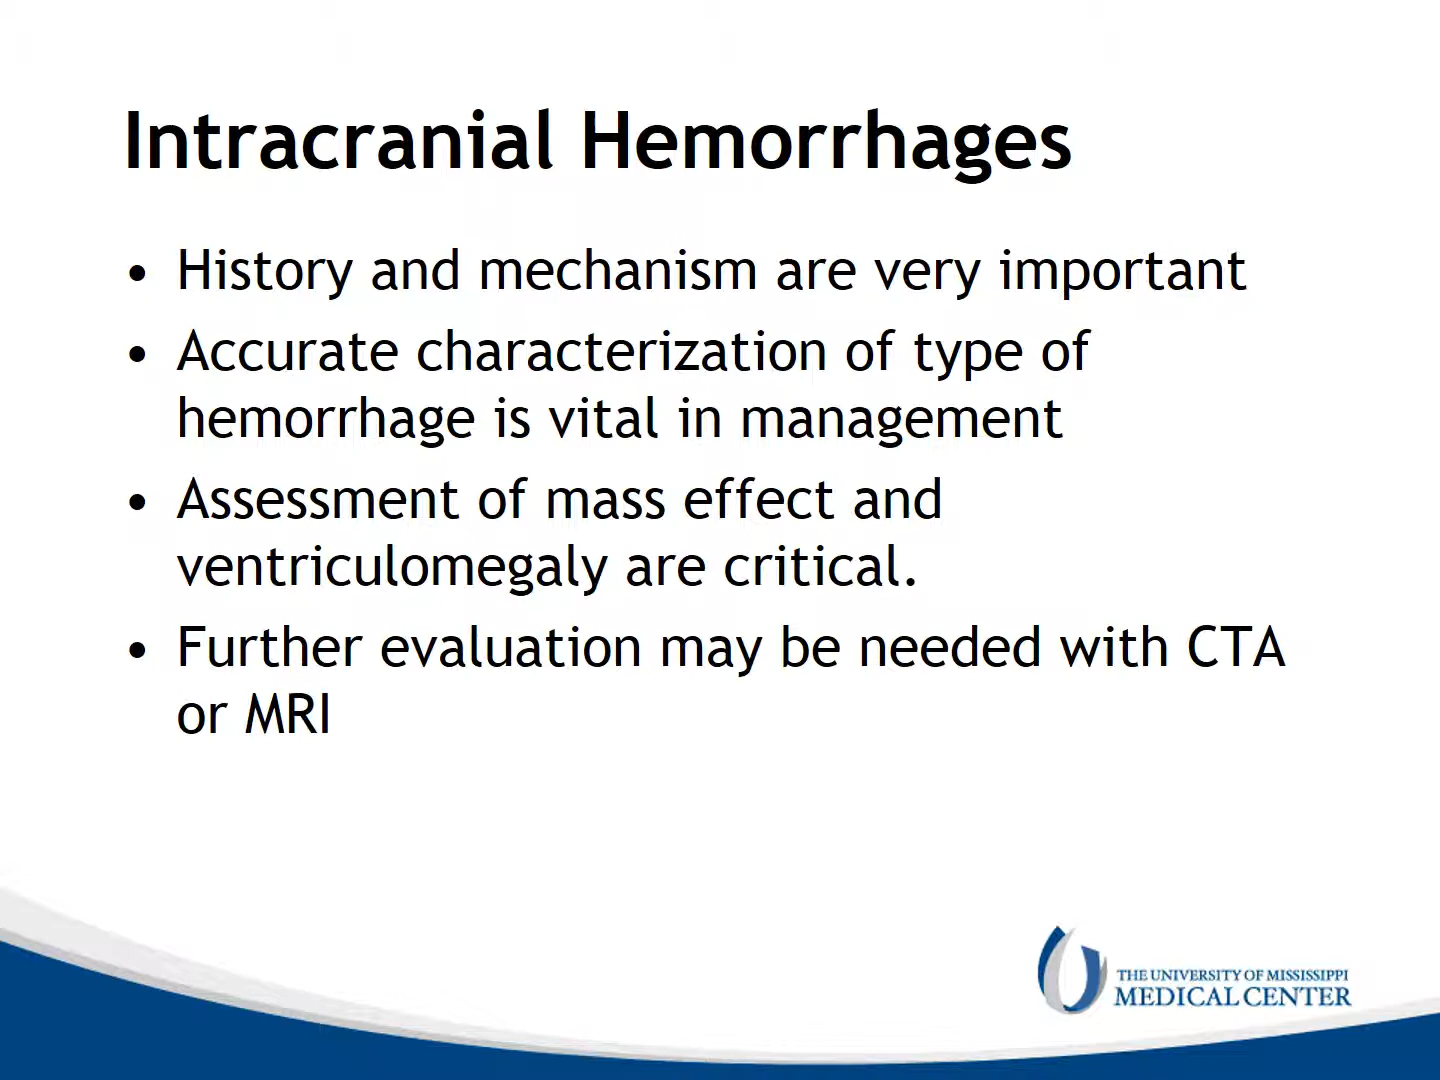 Intracranial Hemorrhages
• History and mechanism are very important
• Accurate characterization of type of
hemorrhage is vital in management
• Assessment of mass effect and
ventriculomegaly are critical.
• Further evaluation may be needed with CTA
or MRI
THE UNIVERSITY OF MISSISSIPPI
MEDICAL CENTER